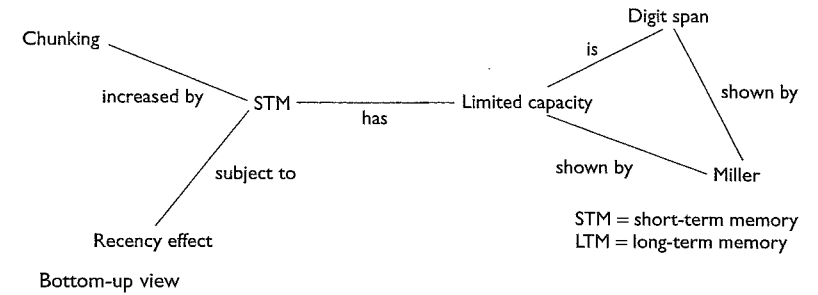 Digit span
Chunking
is
increased by
STM
has
Limited capacity
shown by
subject to
shown by
Miller
STM = short-term memory
Recency effect
LTM = long-term memory
Bottom-up view